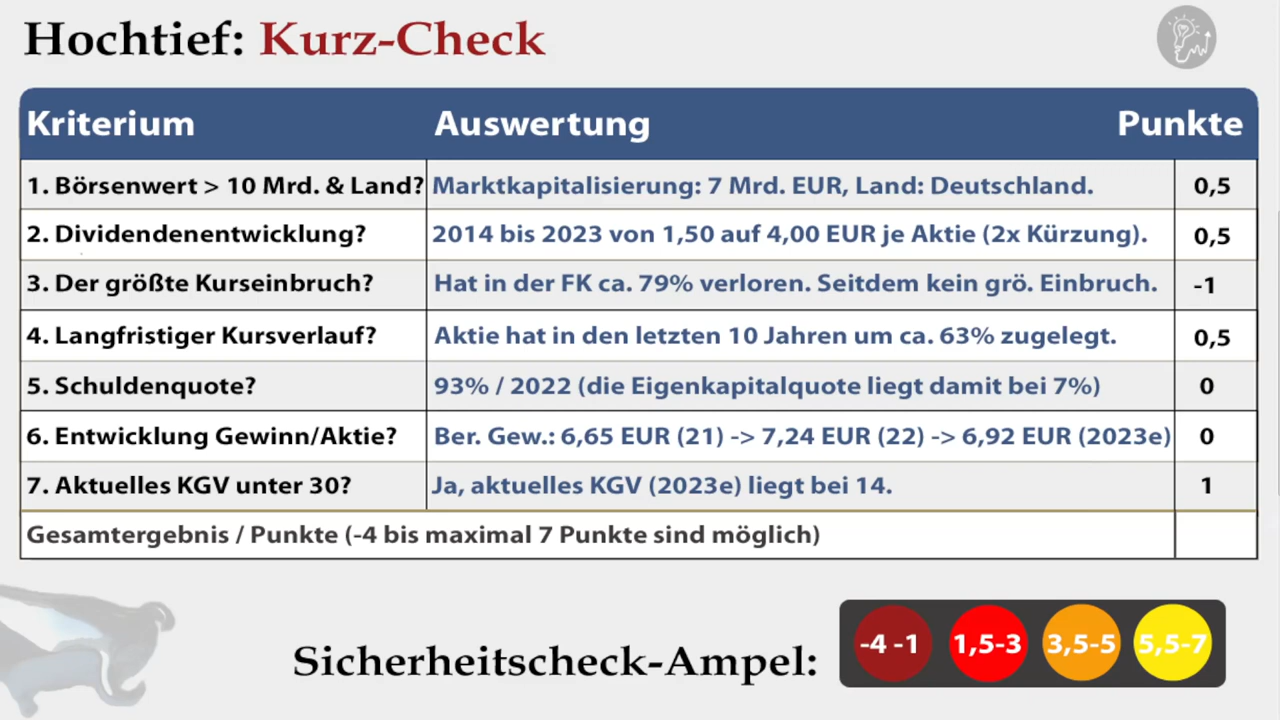 Hochtief: Kurz-Check
Kriterium Auswertung Punkte
1. Börsenwert > 10 Mrd. & Land? Marktkapitalisierung: 7 Mrd. EUR, Land: Deutschland. 0,5
2. Dividendenentwicklung? 2014 bis 2023 von 1,50 auf 4,00 EUR je Aktie (2x Kürzung). 0,5
3. Der größte Kurseinbruch? Hat in der FK ca. 79% verloren. Seitdem kein grö. Einbruch. -1
4. Langfristiger Kursverlauf? Aktie hat in den letzten 10 Jahren um ca. 63% zugelegt. 0,5
5. Schuldenquote? 93% / 2022 (die Eigenkapitalquote liegt damit bei 7%) 0
6. Entwicklung Gewinn/Aktie? Ber. Gew.: 6,65 EUR (21) -> 7,24 EUR (22) -> 6,92 EUR (2023e) 0
7. Aktuelles KGV unter 30? Ja, aktuelles KGV (2023e) liegt bei 14. 1
Gesamtergebnis / Punkte (-4 bis maximal 7 Punkte sind möglich)
Sicherheitscheck-Ampel: -4 -1 1,5-3 3,5-5 5,5-7